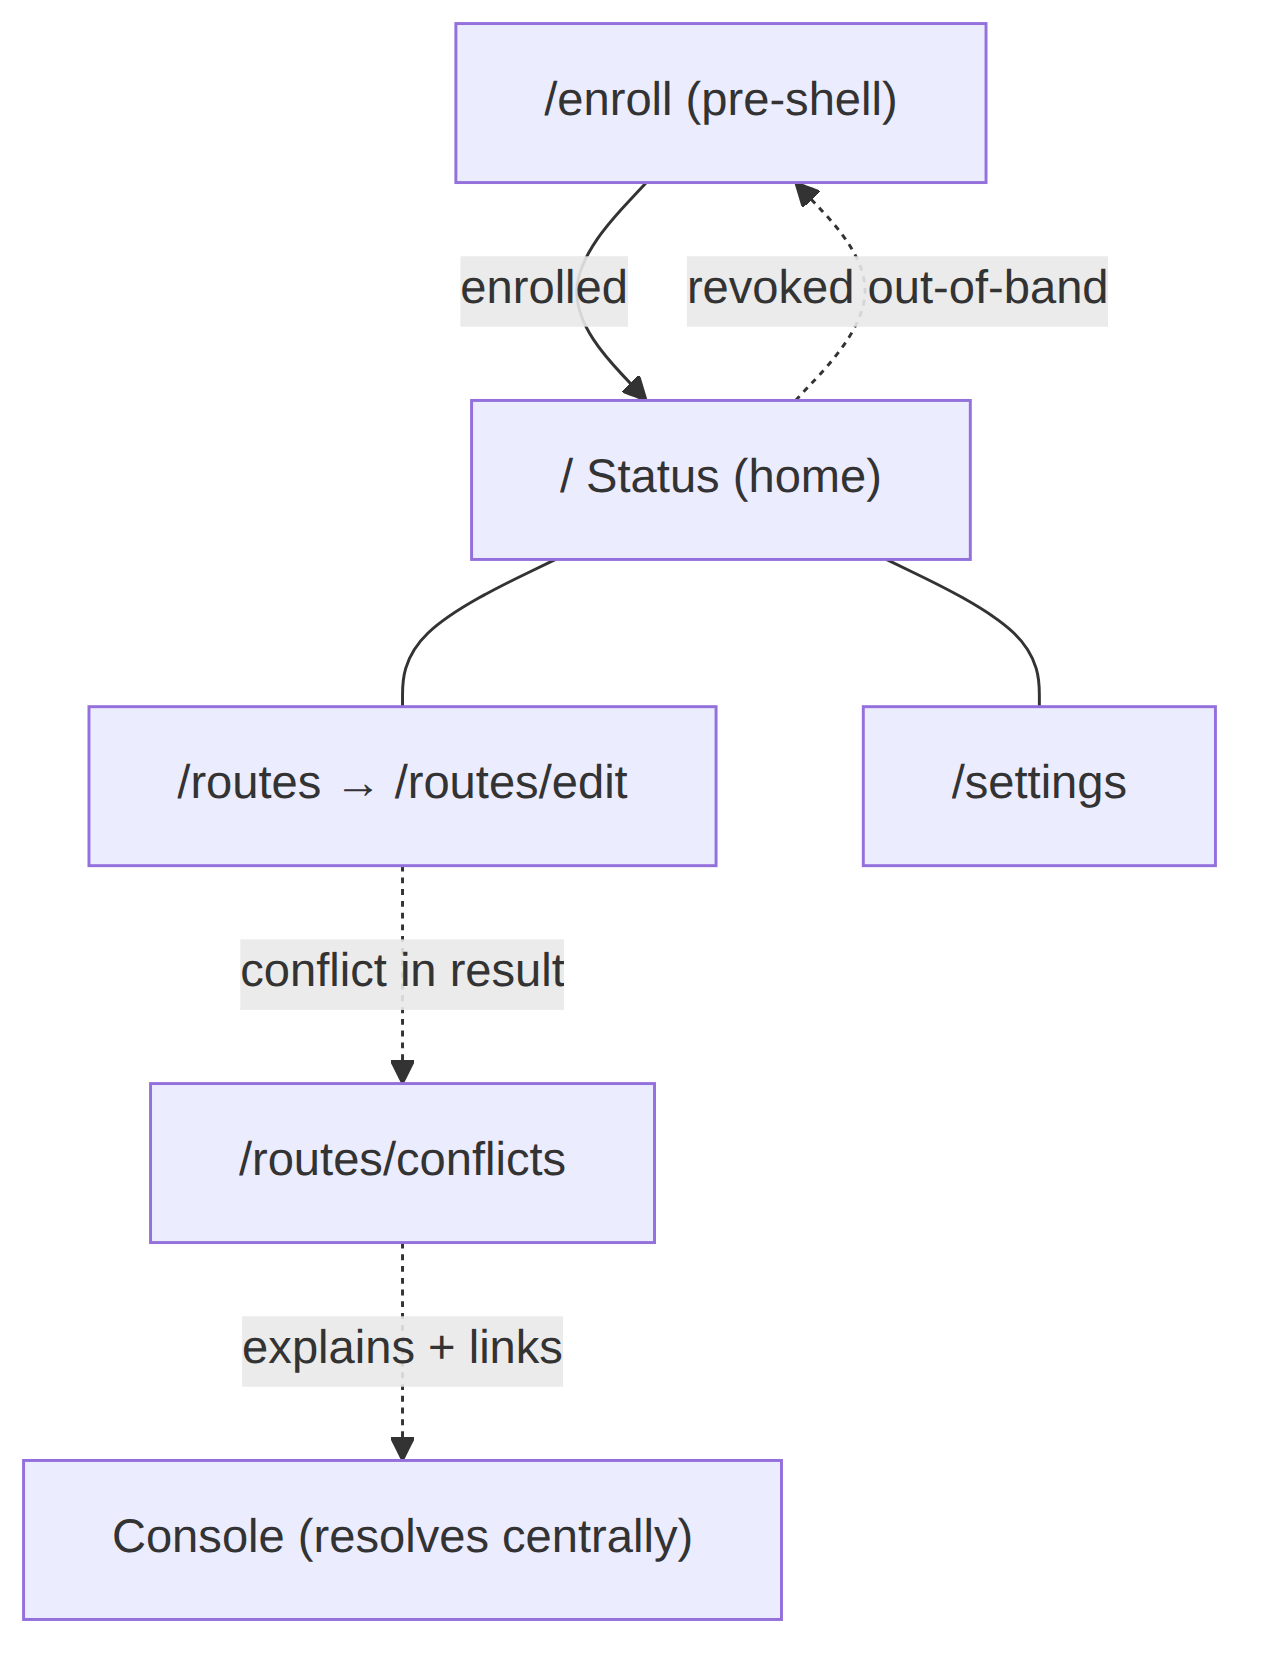 /enroll (pre-shell)
enrolled
revoked out-of-band
/ Status (home)
/routes → /routes/edit
/settings
conflict in result
/routes/conflicts
explains + links
Console (resolves centrally)